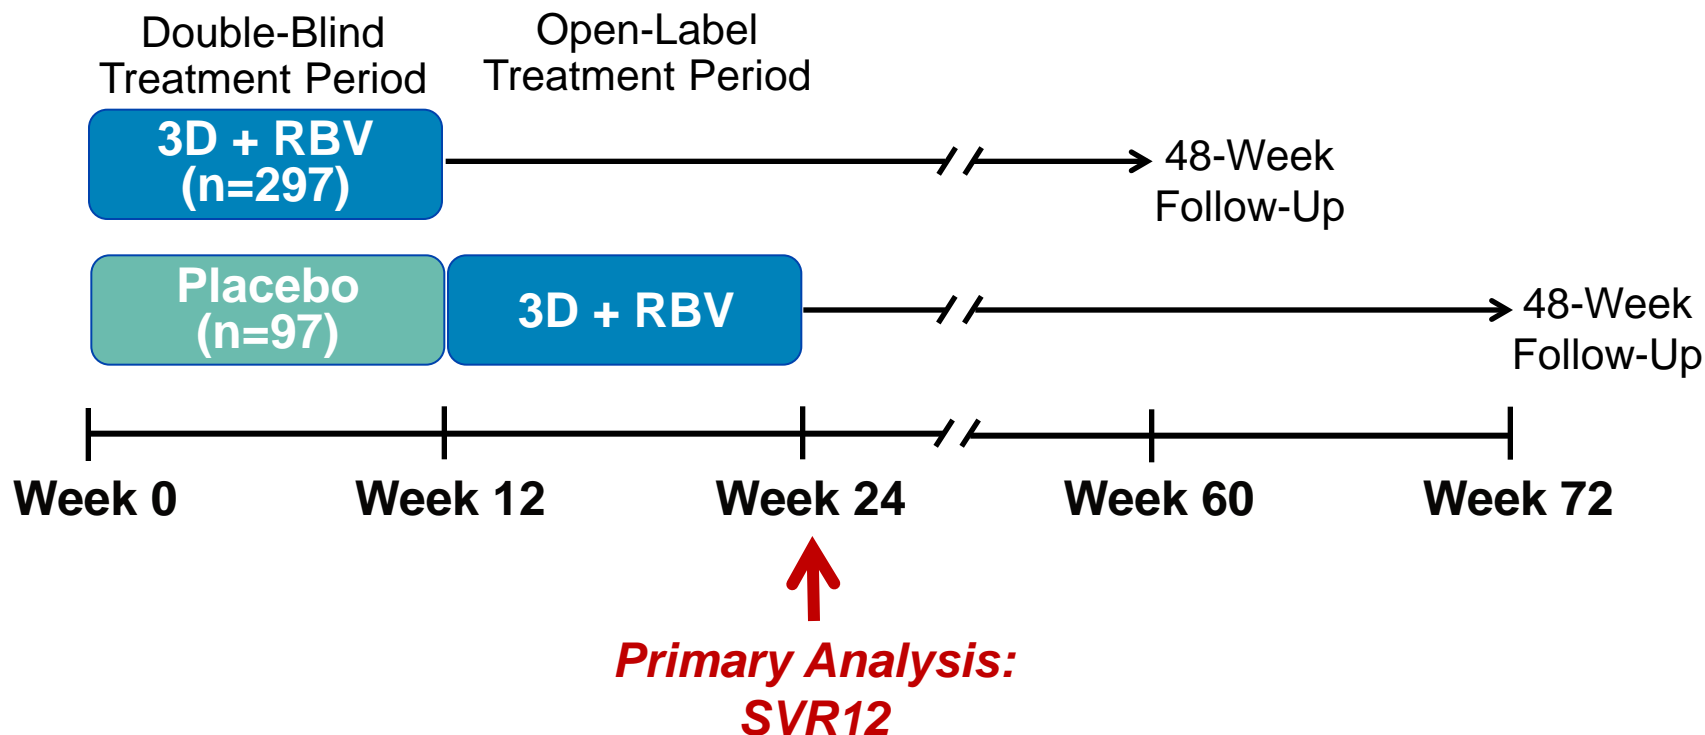 Double-Blind
Treatment Period
Open-Label
Treatment Period
3D + RBV
(n=297)
48-Week
Follow-Up
Placebo
(n=97)
3D + RBV
48-Week
Follow-Up
Week 0
Week 12
Week 24
Week 60
Week 72
Primary Analysis:
SVR12